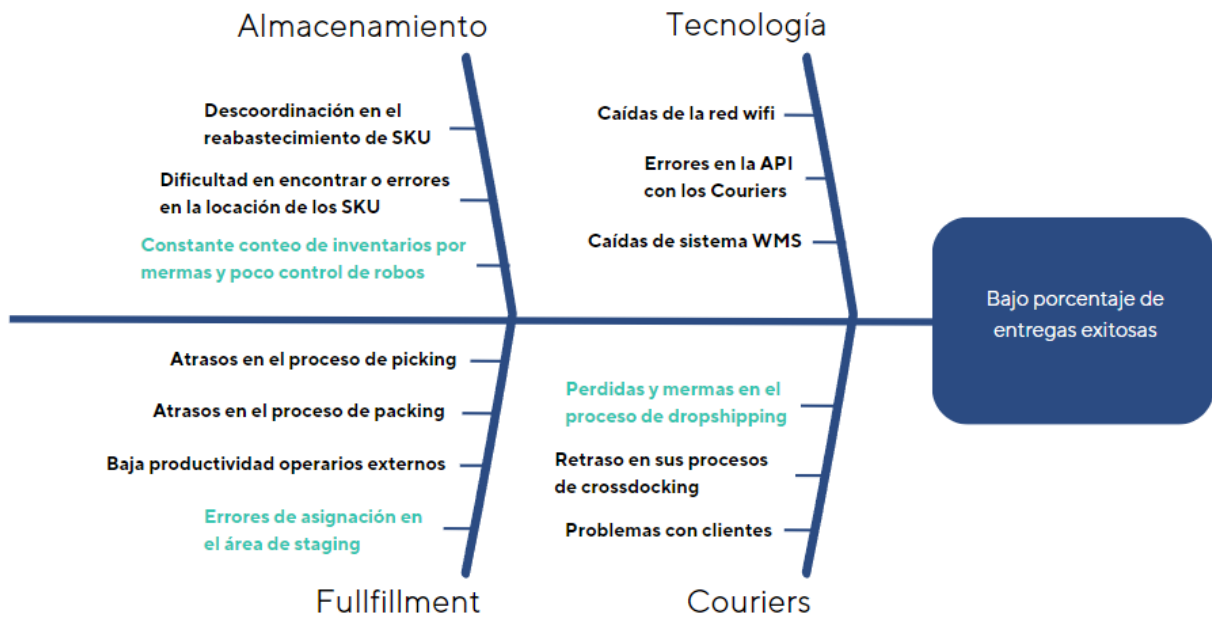 Almacenamiento
Descoordinación en el
reabastecimiento de SKU
Dificultad en encontrar o errores
en la locación de los SKU
Constante conteo de inventarios por
mermas y poco control de robos
Tecnología
Caídas de la red wifi
Errores en la API
con los Couriers
Caídas de sistema WMS
Bajo porcentaje de
entregas exitosas
Atrasos en el proceso de picking
Atrasos en el proceso de packing
Baja productividad operarios externos
Errores de asignación en
el área de staging
Fullfillment
Perdidas y mermas en el
proceso de dropshipping
Retraso en sus procesos
de crossdocking
Problemas con clientes
Couriers